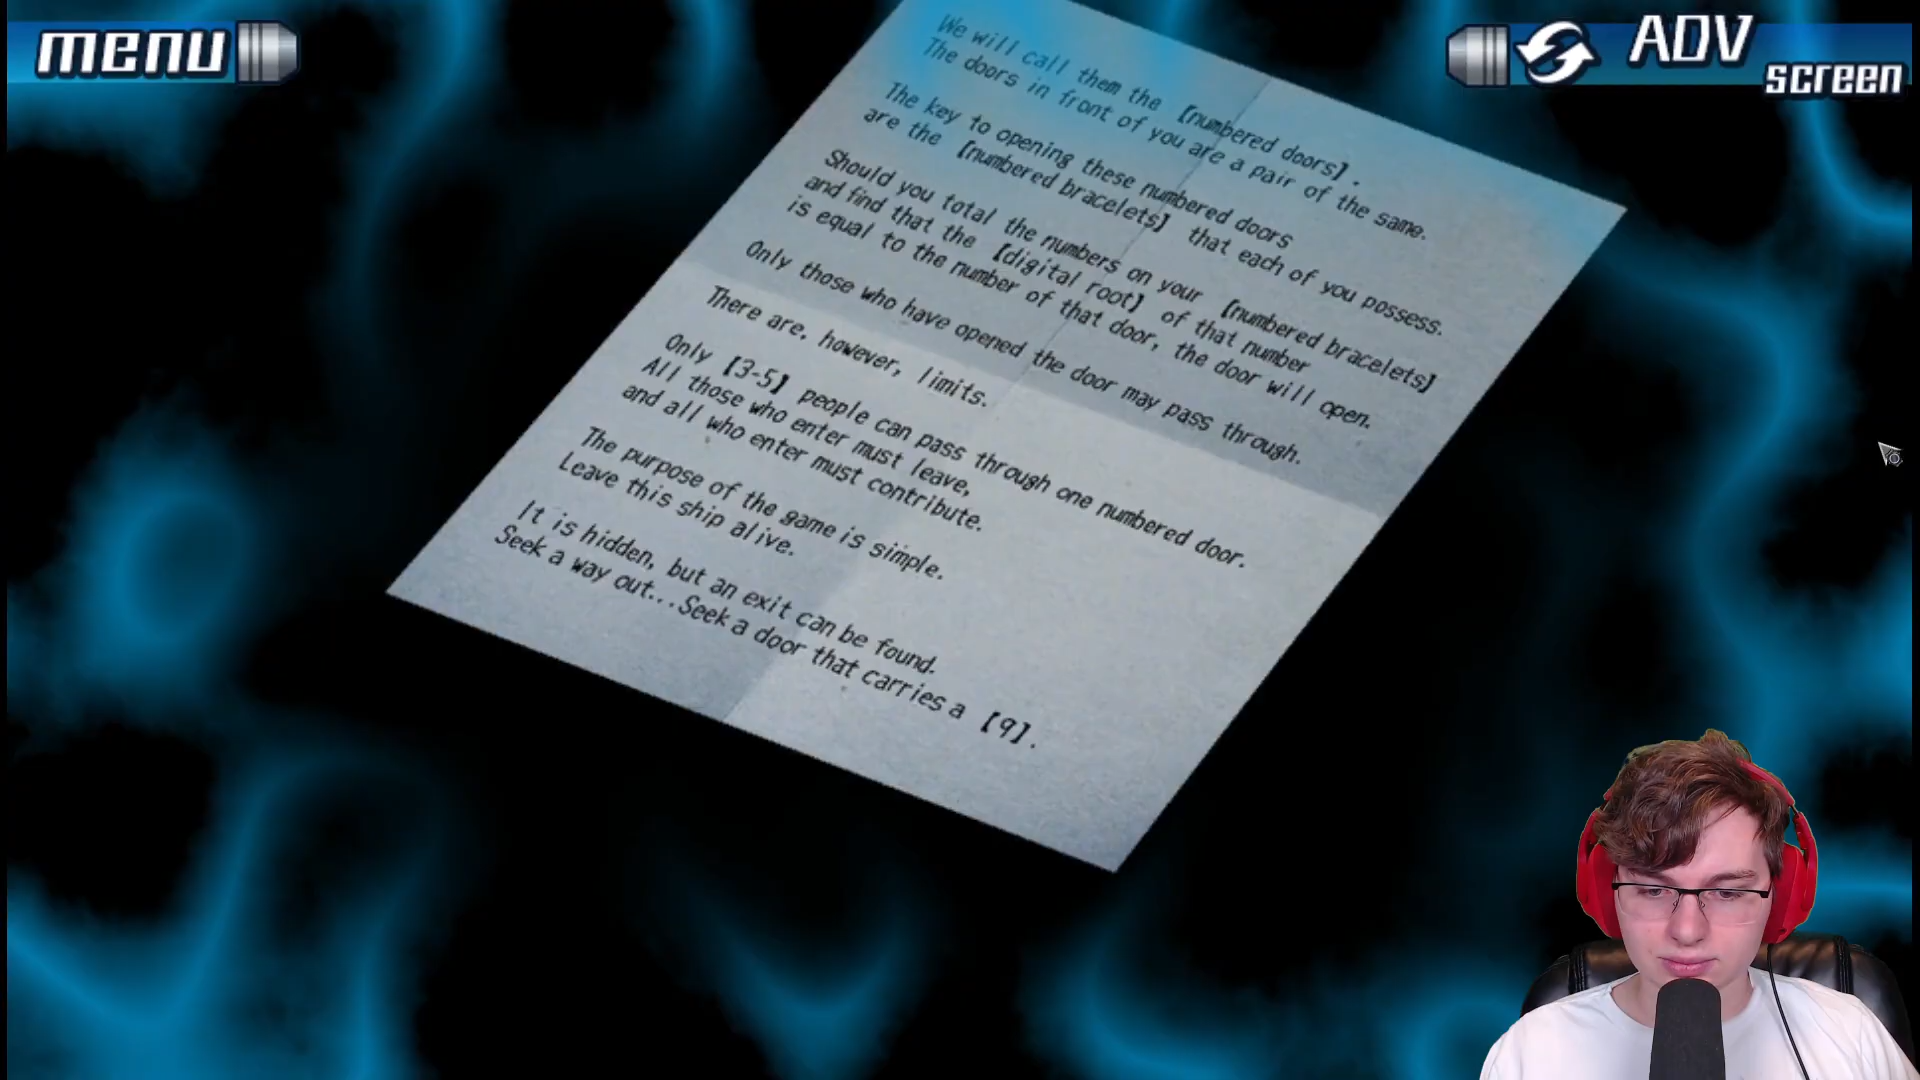 menu
ADV
screen
We will call them the [numbered doors].
The doors in front of you are a pair of the same.
The key to opening these numbered doors
are the [numbered bracelets] that each of you possess.
Should you total the numbers on your [numbered bracelets]
and find that the [digital root] of that number
is equal to the number of that door, the door will open.
Only those who have opened the door may pass through.
There are, however, limits.
Only [3-5] people can pass through one numbered door.
All those who enter must leave,
and all who enter must contribute.
The purpose of the game is simple.
Leave this ship alive.
It is hidden, but an exit can be found.
Seek a way out...Seek a door that carries a [9].